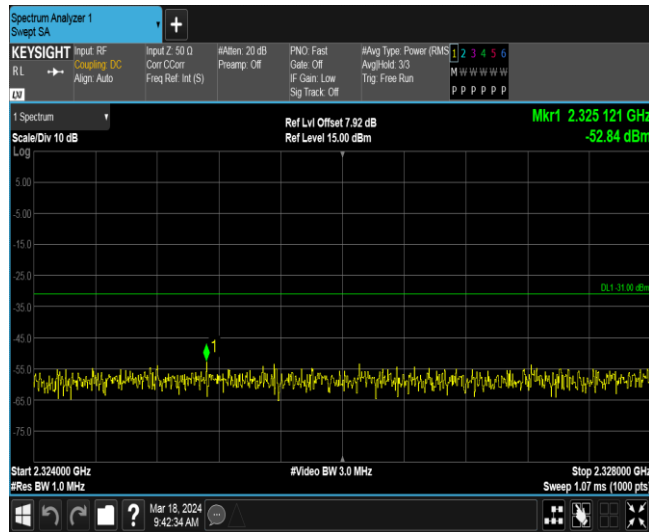 Spectrum Analyzer 1
Swept SA
+
KEYSIGHT
RL
LXI
Input: RF
Coupling: DC
Align: Auto
Input Z: 50 Ω
Corr CCorr
Freq Ref: Int (S)
#Atten: 20 dB
Preamp: Off
PNO: Fast
Gate: Off
IF Gain: Low
Sig Track: Off
#Avg Type: Power (RMS
Avg|Hold: 3/3
Trig: Free Run
1 2 3 4 5 6
M W W W W W
P P P P P P
1 Spectrum
Scale/Div 10 dB
Log
Ref Lvl Offset 7.92 dB
Ref Level 15.00 dBm
Mkr1 2.325 121 GHz
-52.84 dBm
5.00
-5.00
-15.0
-25.0
DL1 -31.00 dBm
-35.0
-45.0
1
-55.0
-65.0
-75.0
Start 2.324000 GHz
#Res BW 1.0 MHz
#Video BW 3.0 MHz
Stop 2.328000 GHz
Sweep 1.07 ms (1000 pts)
?
Mar 18, 2024
9:42:34 AM